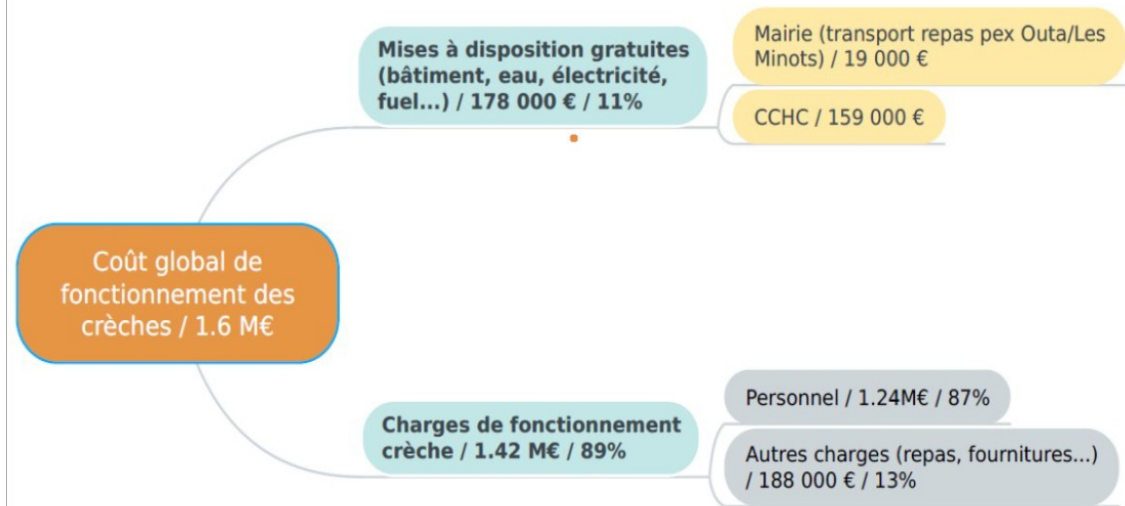 Mises à disposition gratuites
(bâtiment, eau, électricité,
fuel...) / 178 000 € / 11%
Mairie (transport repas pex Outa/Les
Minots) / 19 000 €
CCHC / 159 000 €
Coût global de
fonctionnement des
crèches / 1.6 M€
Charges de fonctionnement
crèche / 1.42 M€ / 89%
Personnel / 1.24M€ / 87%
Autres charges (repas, fournitures...)
/ 188 000 € / 13%